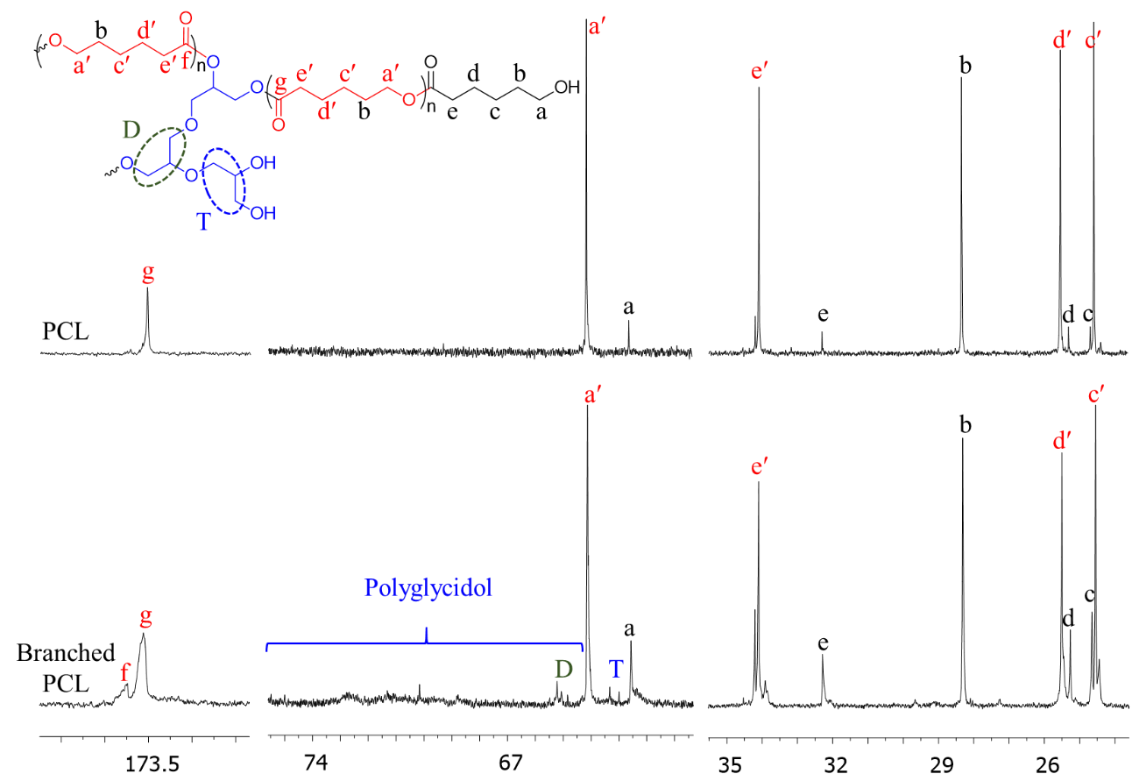 O
b
d′
O
a′
c′
e′
f
n
O
O
g
O
e′
d′
c′
b
a′
O
n
O
e
d
c
b
a
OH
D
O
O
O
OH
OH
T
a′
e′
b
d′
c′
g
PCL
a
e
d
c
a′
c′
e′
b
d′
Polyglycidol
g
f
Branched
PCL
D
T
a
e
d
c
173.5
74
67
35
32
29
26